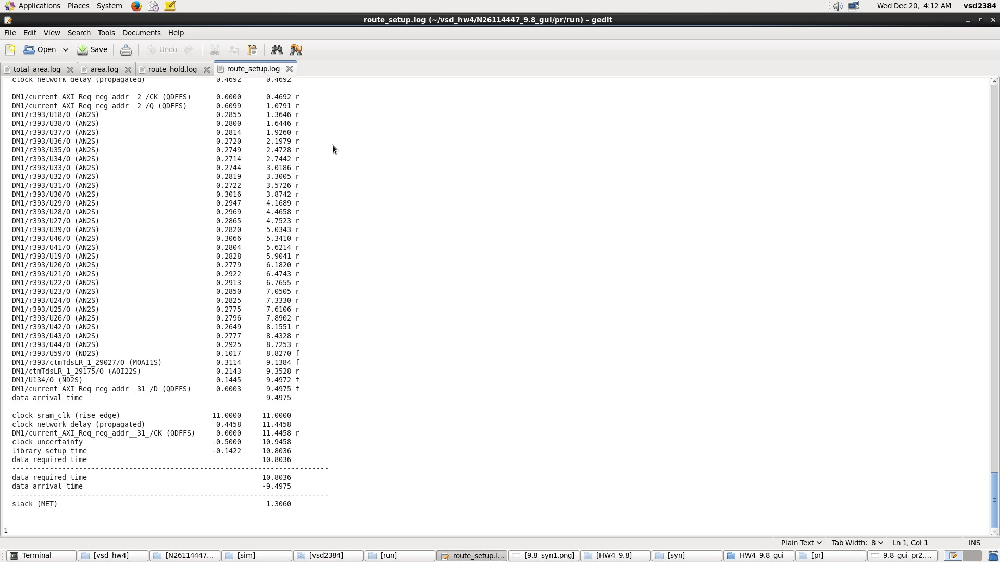 Applications Places System Wed Dec 20, 4:12 AM vsd2384
route_setup.log (~/vsd_hw4/N26114447_9.8_gui/pr/run) - gedit
File Edit View Search Tools Documents Help
Open Save Undo
total_area.log area.log route_hold.log route_setup.log
clock network delay (propagated) 0.4692 0.4692
DM1/current_AXI_Req_reg_addr__2_/CK (QDFFS) 0.0000 0.4692 r
DM1/current_AXI_Req_reg_addr__2_/Q (QDFFS) 0.6099 1.0791 r
DM1/r393/U18/O (AN2S) 0.2855 1.3646 r
DM1/r393/U38/O (AN2S) 0.2800 1.6446 r
DM1/r393/U37/O (AN2S) 0.2814 1.9260 r
DM1/r393/U36/O (AN2S) 0.2720 2.1979 r
DM1/r393/U35/O (AN2S) 0.2749 2.4728 r
DM1/r393/U34/O (AN2S) 0.2714 2.7442 r
DM1/r393/U33/O (AN2S) 0.2744 3.0186 r
DM1/r393/U32/O (AN2S) 0.2819 3.3005 r
DM1/r393/U31/O (AN2S) 0.2722 3.5726 r
DM1/r393/U30/O (AN2S) 0.3016 3.8742 r
DM1/r393/U29/O (AN2S) 0.2947 4.1689 r
DM1/r393/U28/O (AN2S) 0.2969 4.4658 r
DM1/r393/U27/O (AN2S) 0.2865 4.7523 r
DM1/r393/U39/O (AN2S) 0.2820 5.0343 r
DM1/r393/U40/O (AN2S) 0.3066 5.3410 r
DM1/r393/U41/O (AN2S) 0.2804 5.6214 r
DM1/r393/U19/O (AN2S) 0.2828 5.9041 r
DM1/r393/U20/O (AN2S) 0.2779 6.1820 r
DM1/r393/U21/O (AN2S) 0.2922 6.4743 r
DM1/r393/U22/O (AN2S) 0.2913 6.7655 r
DM1/r393/U23/O (AN2S) 0.2850 7.0505 r
DM1/r393/U24/O (AN2S) 0.2825 7.3330 r
DM1/r393/U25/O (AN2S) 0.2775 7.6106 r
DM1/r393/U26/O (AN2S) 0.2796 7.8902 r
DM1/r393/U42/O (AN2S) 0.2649 8.1551 r
DM1/r393/U43/O (AN2S) 0.2777 8.4328 r
DM1/r393/U44/O (AN2S) 0.2925 8.7253 r
DM1/r393/U59/O (ND2S) 0.1017 8.8270 f
DM1/r393/ctmTdsLR_1_29027/O (MOAI1S) 0.3114 9.1384 f
DM1/ctmTdsLR_1_29175/O (AOI22S) 0.2143 9.3528 r
DM1/U134/O (ND2S) 0.1445 9.4972 f
DM1/current_AXI_Req_reg_addr__31_/D (QDFFS) 0.0003 9.4975 f
data arrival time 9.4975
clock sram_clk (rise edge) 11.0000 11.0000
clock network delay (propagated) 0.4458 11.4458
DM1/current_AXI_Req_reg_addr__31_/CK (QDFFS) 0.0000 11.4458 r
clock uncertainty -0.5000 10.9458
library setup time -0.1422 10.8036
data required time 10.8036
----------------------------------------------------------------------------
data required time 10.8036
data arrival time -9.4975
----------------------------------------------------------------------------
slack (MET) 1.3060
1
Plain Text Tab Width: 8 Ln 1, Col 1 INS
Terminal [vsd_hw4] [N26114447... [sim] [vsd2384] [run] route_setup.l... [9.8_syn1.png] [HW4_9.8] [syn] HW4_9.8_gui [pr] 9.8_gui_pr2....